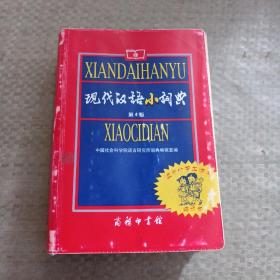 XIANDAIHANYU
现代汉语小词典
第4版
XIAOCIDIAN
中国社会科学院语言研究所词典编辑室编
商务印书馆